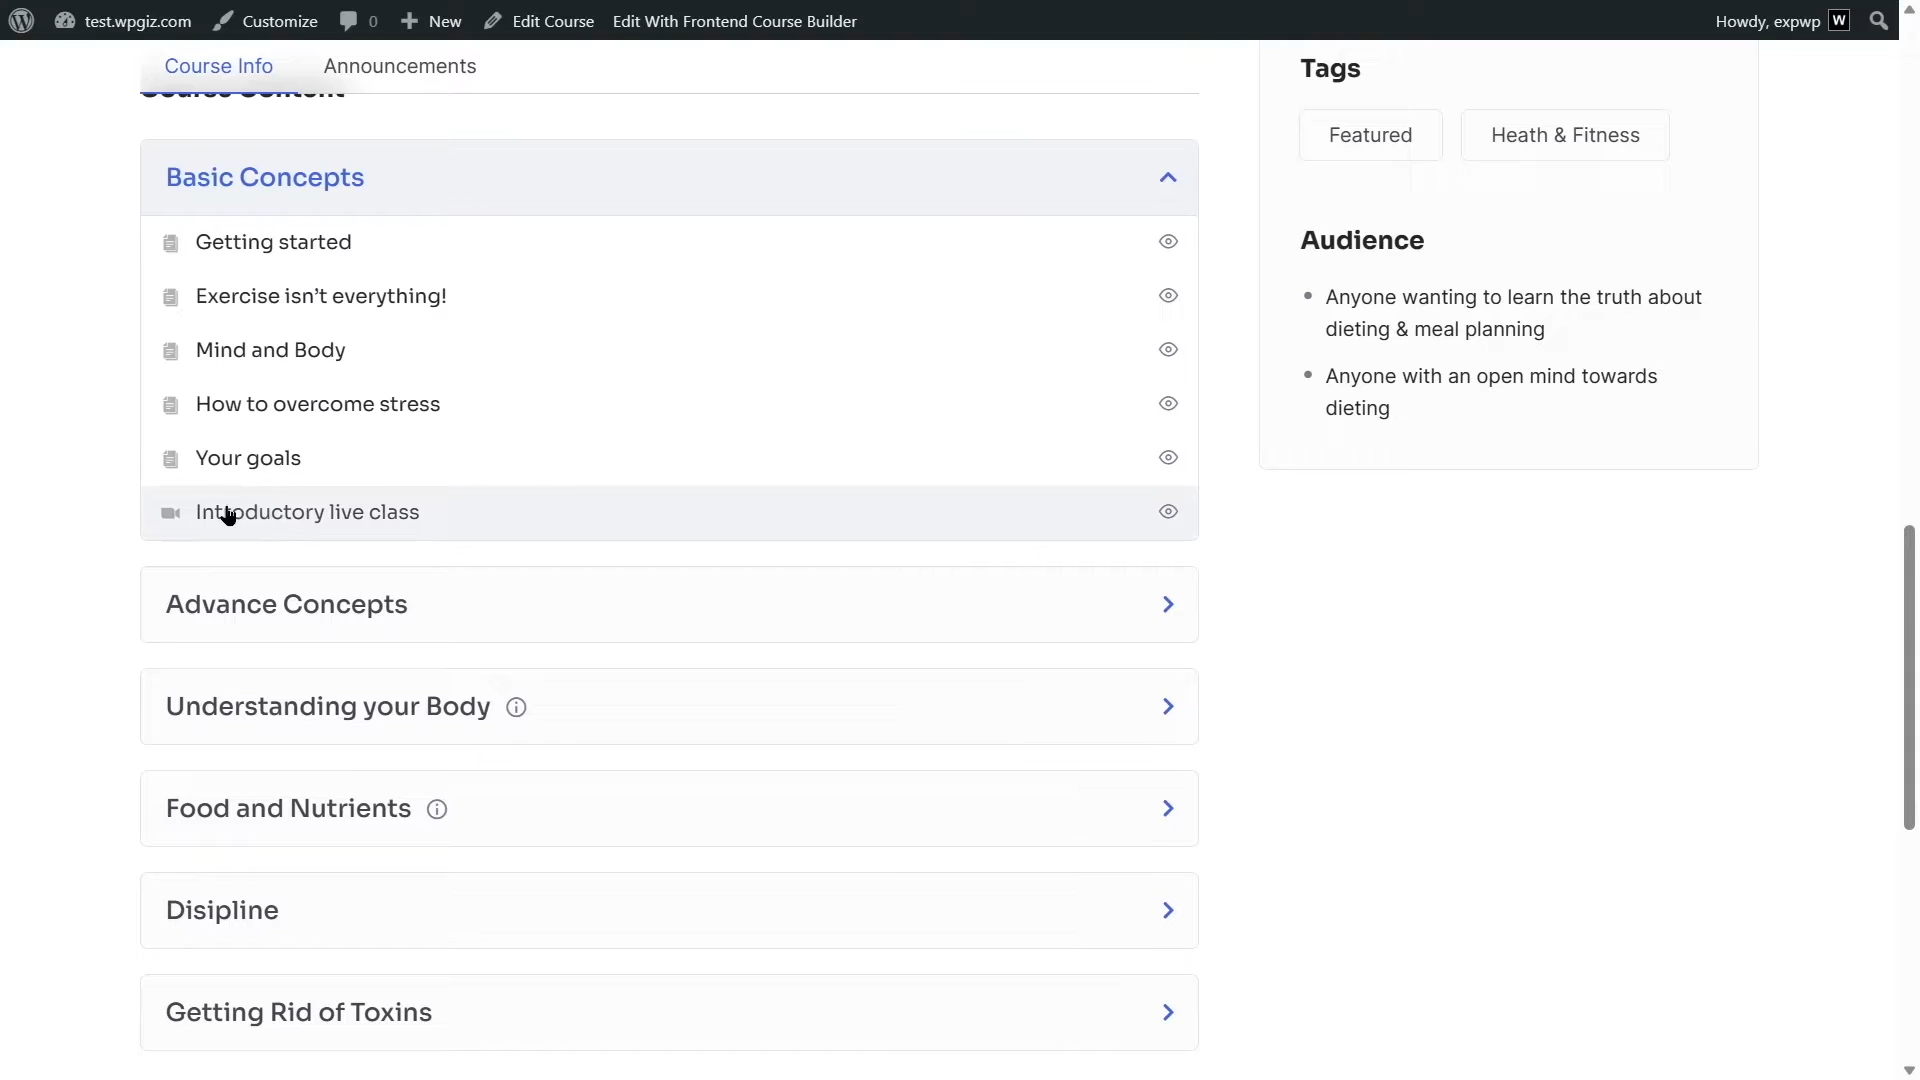 test.wpgiz.com Customize 0 New Edit Course Edit With Frontend Course Builder Howdy, expwp W
Course Info Announcements
Course Content
Basic Concepts
Getting started
Exercise isn’t everything!
Mind and Body
How to overcome stress
Your goals
Introductory live class
Advance Concepts
Understanding your Body
Food and Nutrients
Disipline
Getting Rid of Toxins
Tags
Featured Heath & Fitness
Audience
Anyone wanting to learn the truth about
dieting & meal planning
Anyone with an open mind towards
dieting